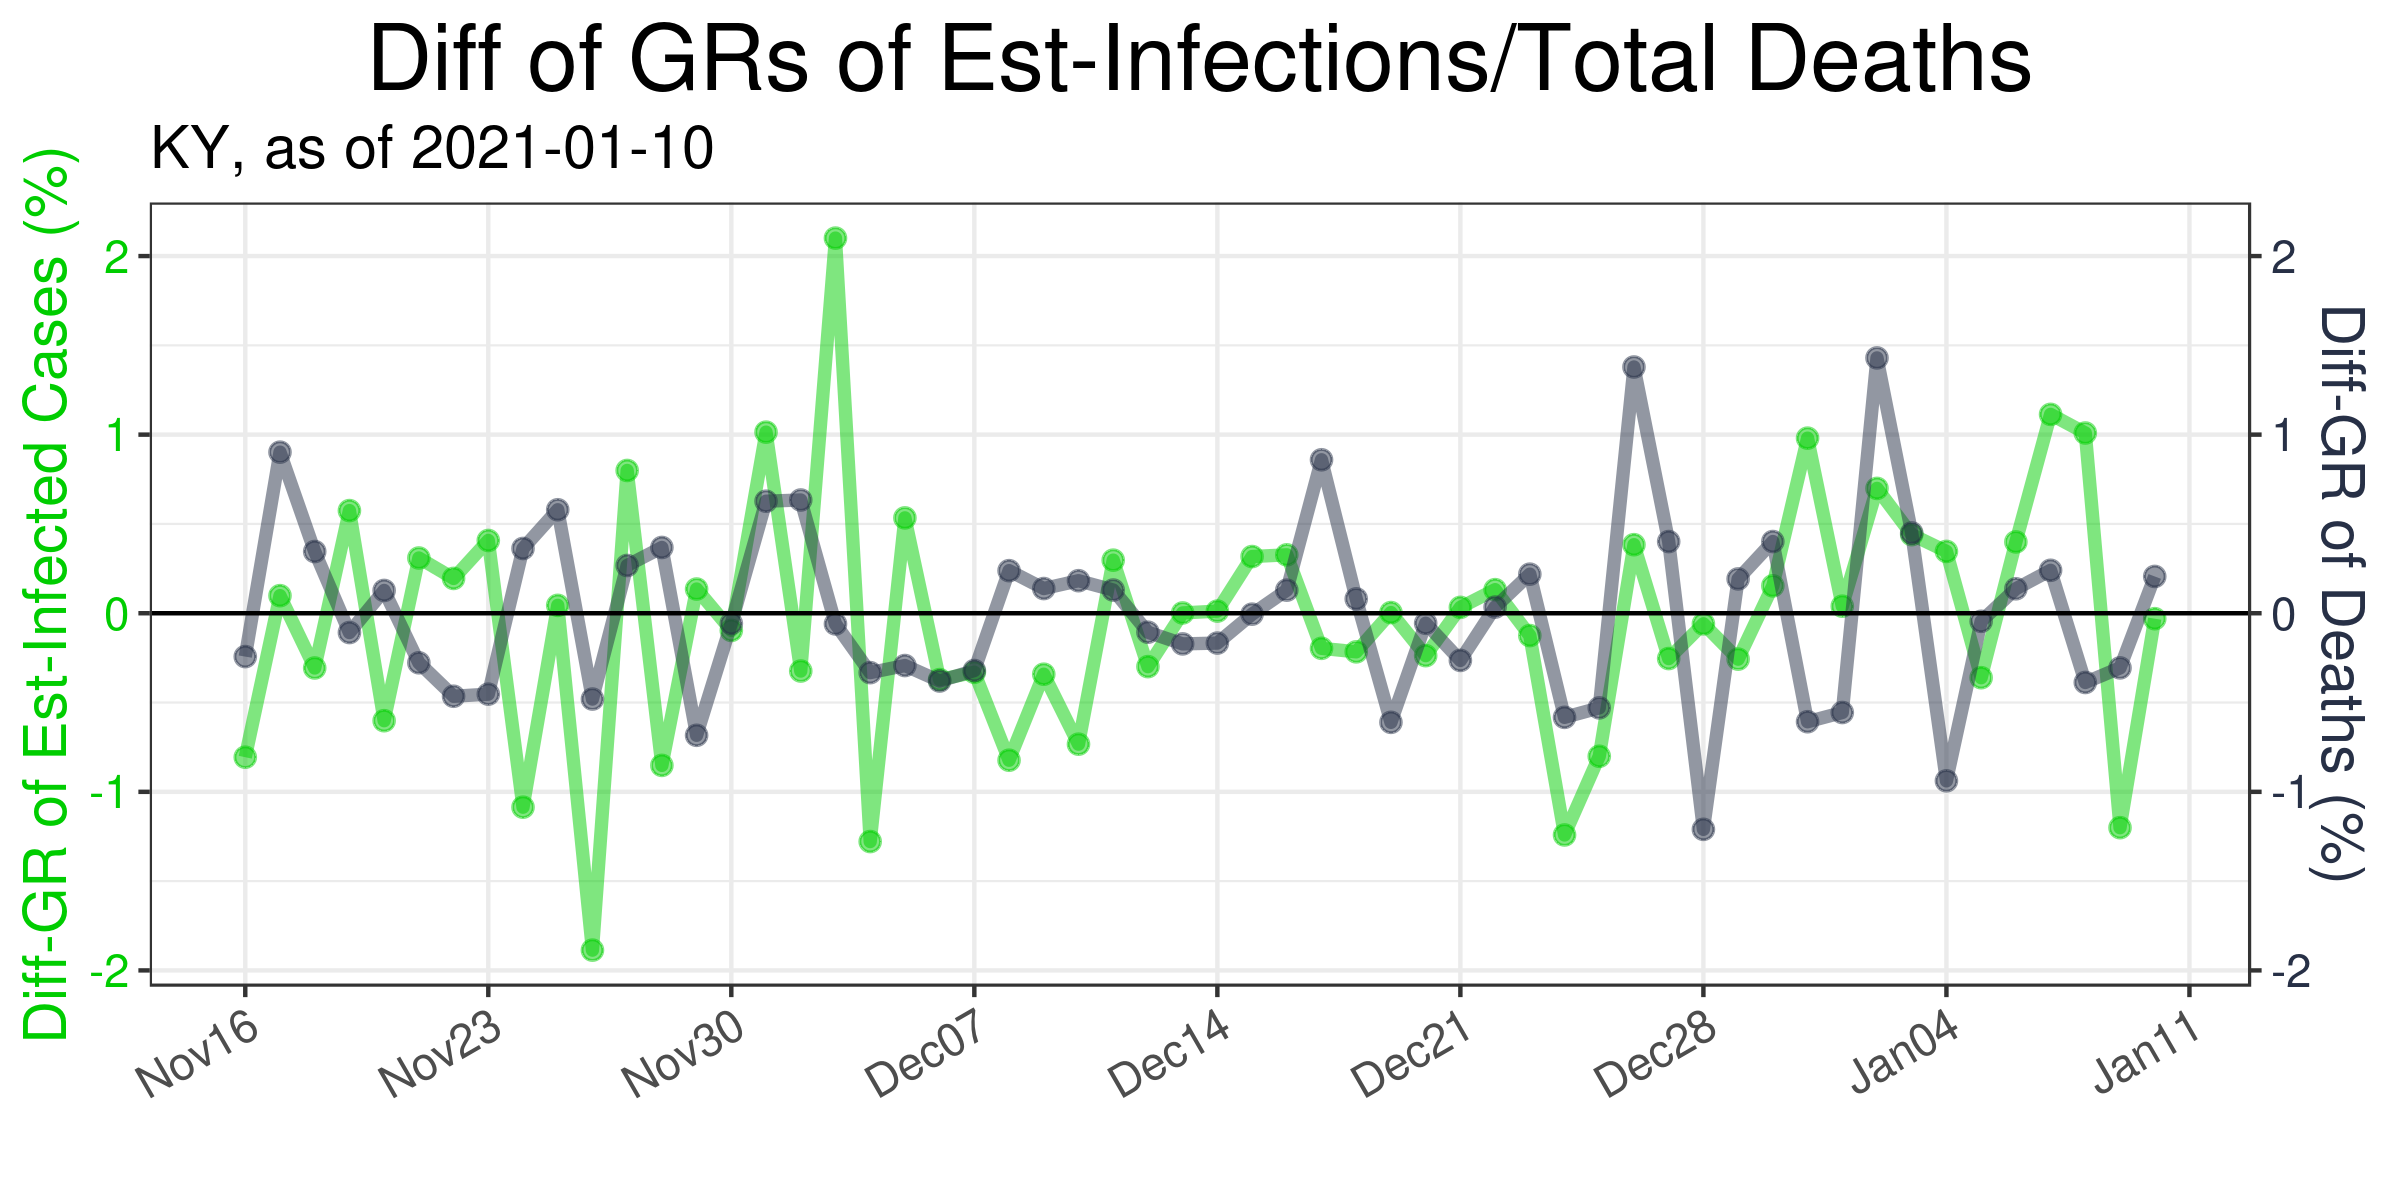 Diff of GRs of Est-Infections/Total Deaths
KY, as of 2021-01-10
Diff-GR of Est-Infected Cases (%)
2
1
0
-1
-2
2
1
0
-1
-2
Diff-GR of Deaths (%)
Nov16
Nov23
Nov30
Dec07
Dec14
Dec21
Dec28
Jan04
Jan11